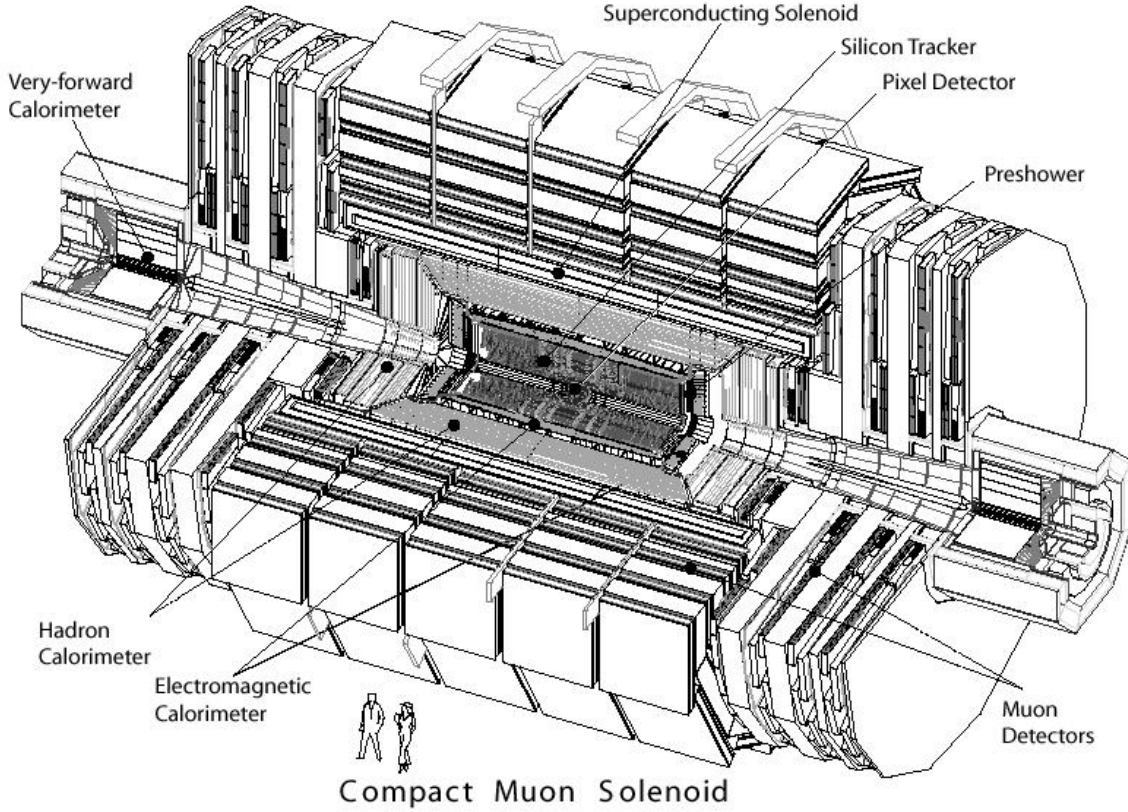 Superconducting Solenoid
Silicon Tracker
Pixel Detector
Very-forward
Calorimeter
Preshower
Hadron
Calorimeter
Electromagnetic
Calorimeter
Muon
Detectors
Compact Muon Solenoid